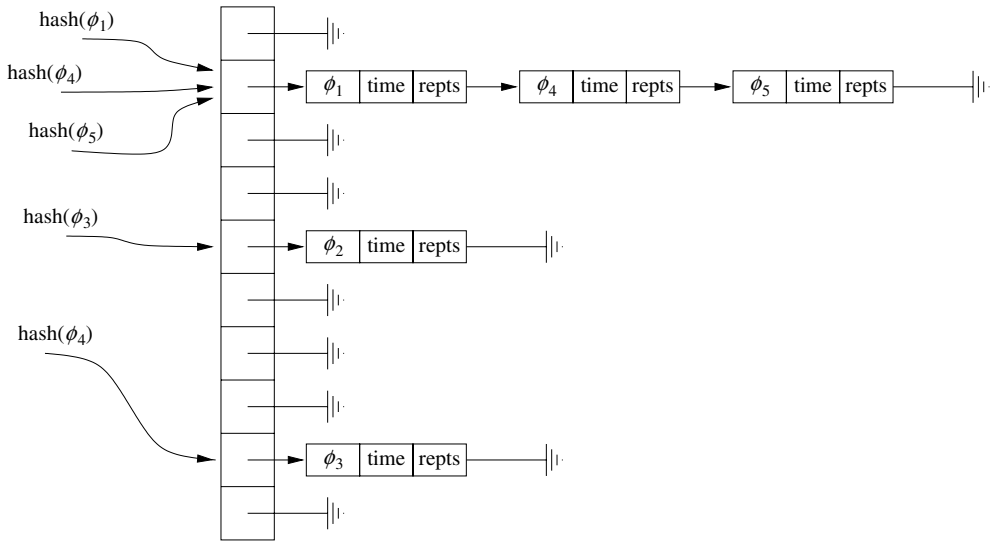 hash(ϕ1)
hash(ϕ4)
ϕ1 time repts ϕ4 time repts ϕ5 time repts
hash(ϕ5)
hash(ϕ3)
ϕ2 time repts
hash(ϕ4)
ϕ3 time repts